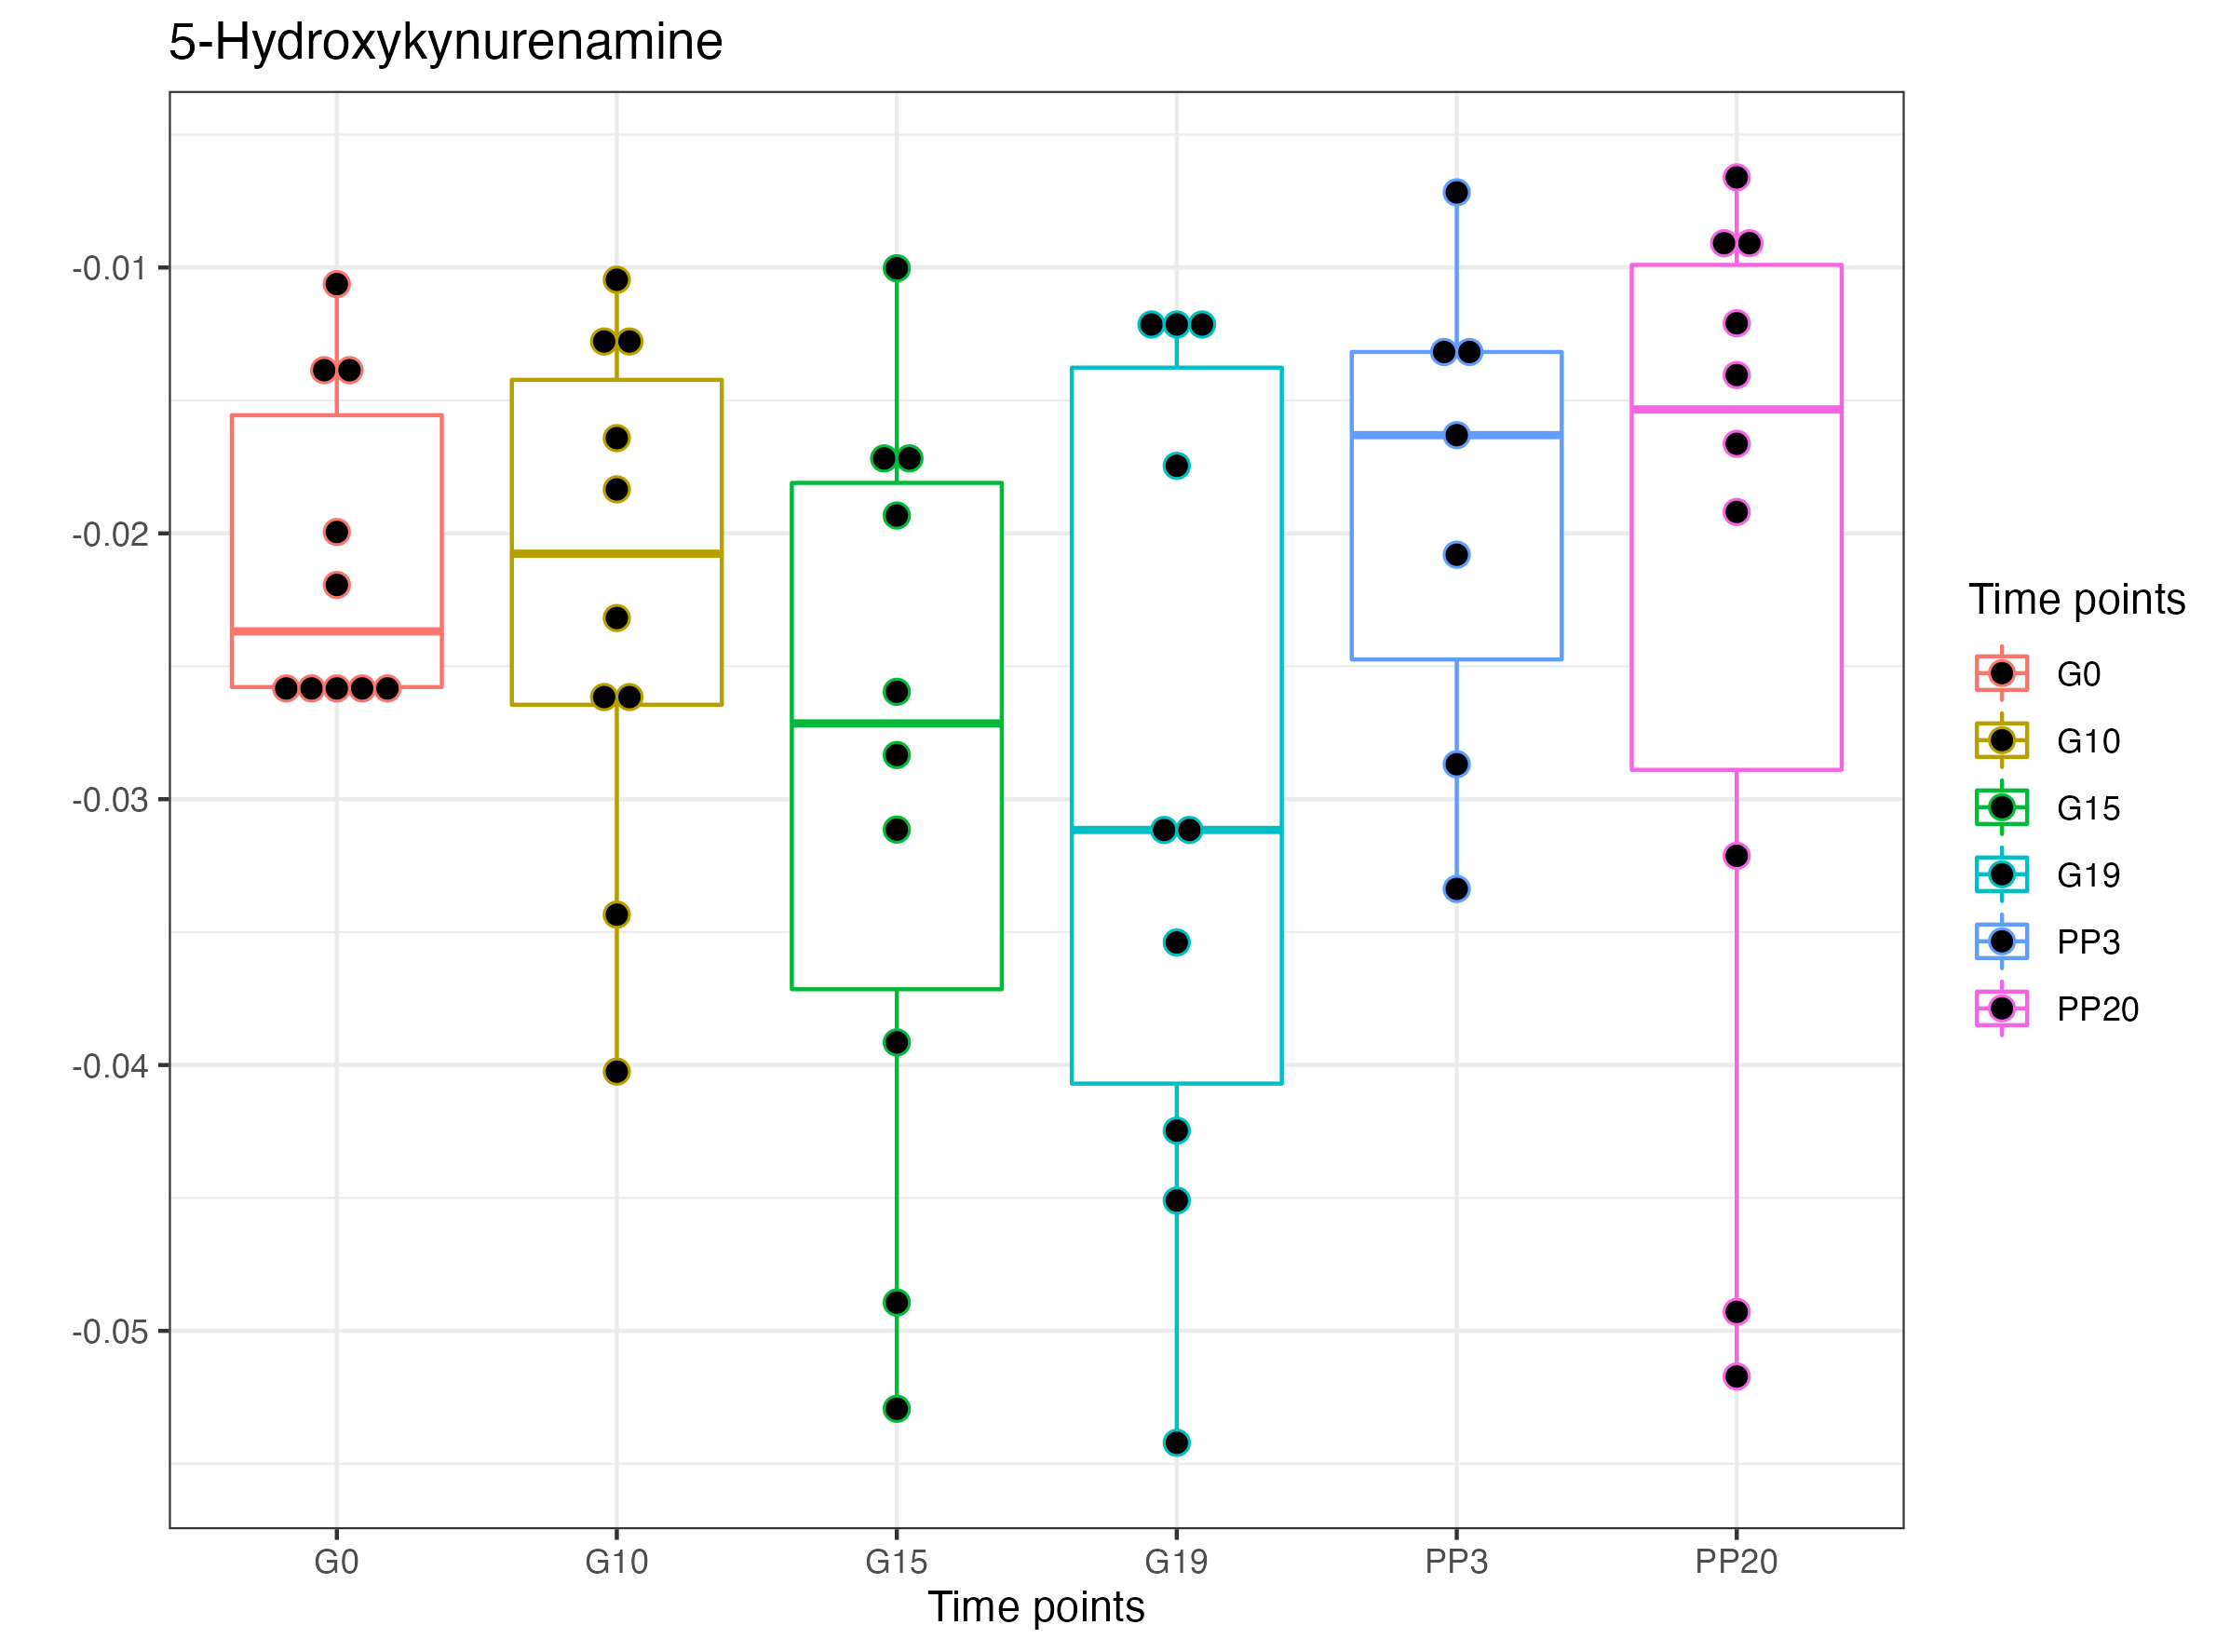 5-Hydroxykynurenamine
-0.01
-0.02
-0.03
-0.04
-0.05
G0
G10
G15
G19
PP3
PP20
Time points
Time points
G0
G10
G15
G19
PP3
PP20